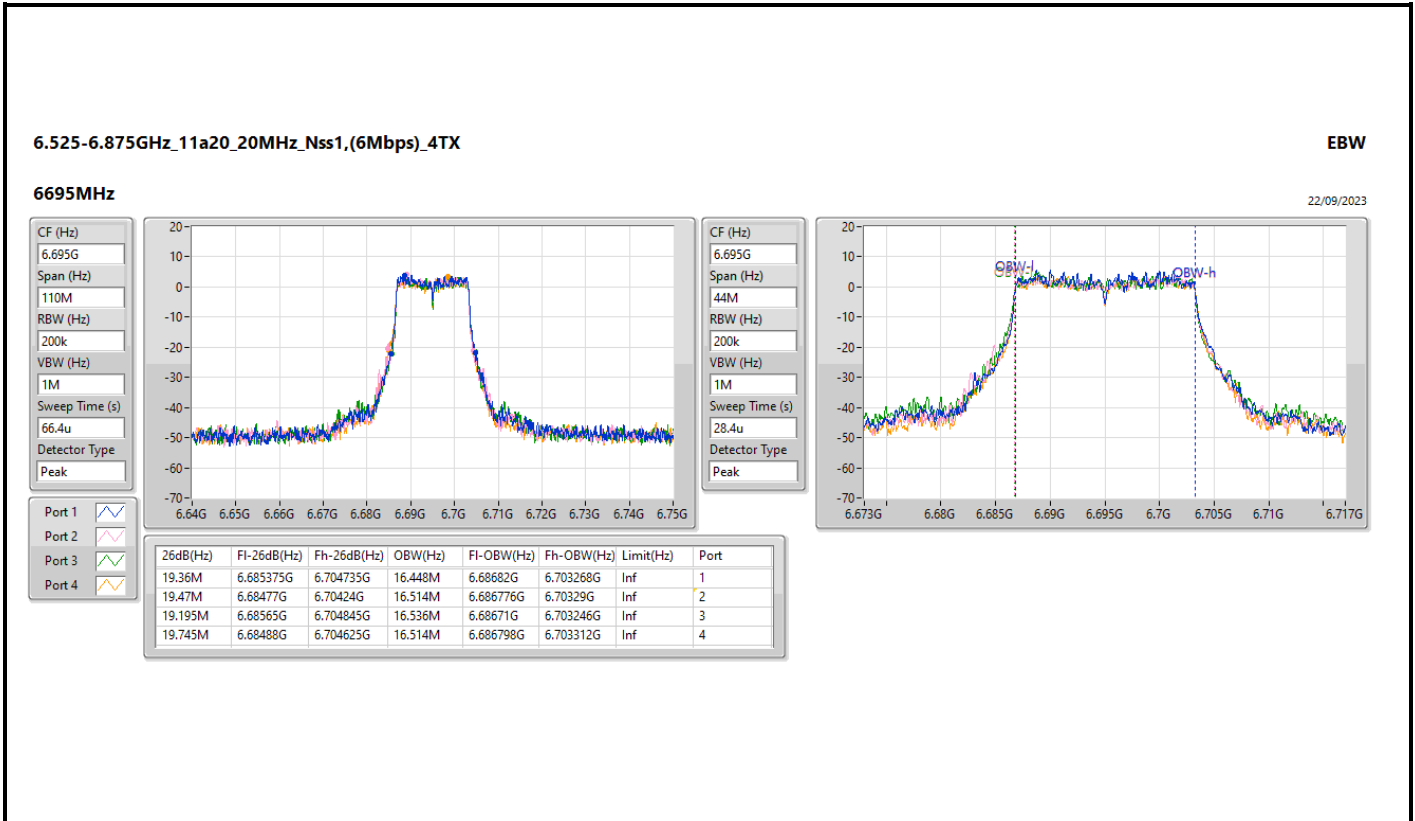 6.525-6.875GHz_11a20_20MHz_Nss1,(6Mbps)_4TX
EBW
6695MHz
22/09/2023
CF (Hz)
6.695G
Span (Hz)
110M
RBW (Hz)
200k
VBW (Hz)
1M
Sweep Time (s)
66.4u
Detector Type
Peak
20
10
0
-10
-20
-30
-40
-50
-60
-70
6.64G 6.65G 6.66G 6.67G 6.68G 6.69G 6.7G 6.71G 6.72G 6.73G 6.74G 6.75G
CF (Hz)
6.695G
Span (Hz)
44M
RBW (Hz)
200k
VBW (Hz)
1M
Sweep Time (s)
28.4u
Detector Type
Peak
20
10
0
-10
-20
-30
-40
-50
-60
-70
OBW-l
OBW-h
6.673G 6.68G 6.685G 6.69G 6.695G 6.7G 6.705G 6.71G 6.717G
Port 1
Port 2
Port 3
Port 4
26dB(Hz) Fl-26dB(Hz) Fh-26dB(Hz) OBW(Hz) Fl-OBW(Hz) Fh-OBW(Hz) Limit(Hz) Port
19.36M 6.685375G 6.704735G 16.448M 6.68682G 6.703268G Inf 1
19.47M 6.68477G 6.70424G 16.514M 6.686776G 6.70329G Inf 2
19.195M 6.68565G 6.704845G 16.536M 6.68671G 6.703246G Inf 3
19.745M 6.68488G 6.704625G 16.514M 6.686798G 6.703312G Inf 4